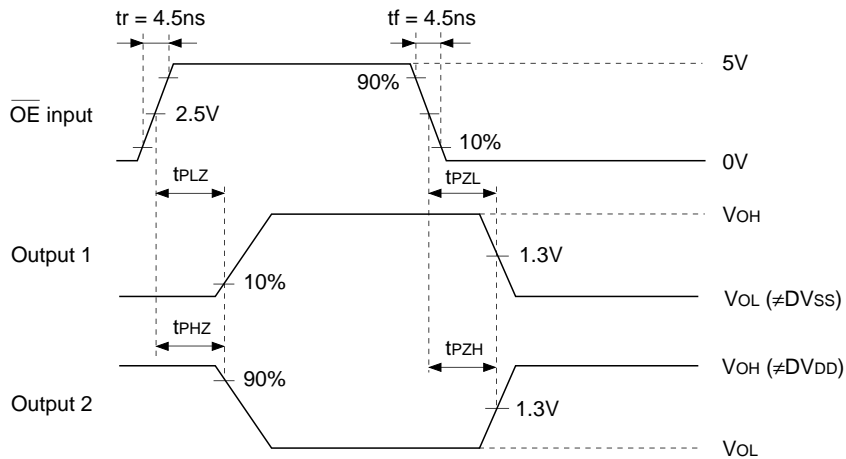 tr = 4.5ns
tf = 4.5ns
5V
90%
OE input
2.5V
10%
0V
tPLZ
tPZL
VOH
Output 1
1.3V
10%
VOL (≠DVSS)
tPHZ
tPZH
VOH (≠DVDD)
90%
Output 2
1.3V
VOL